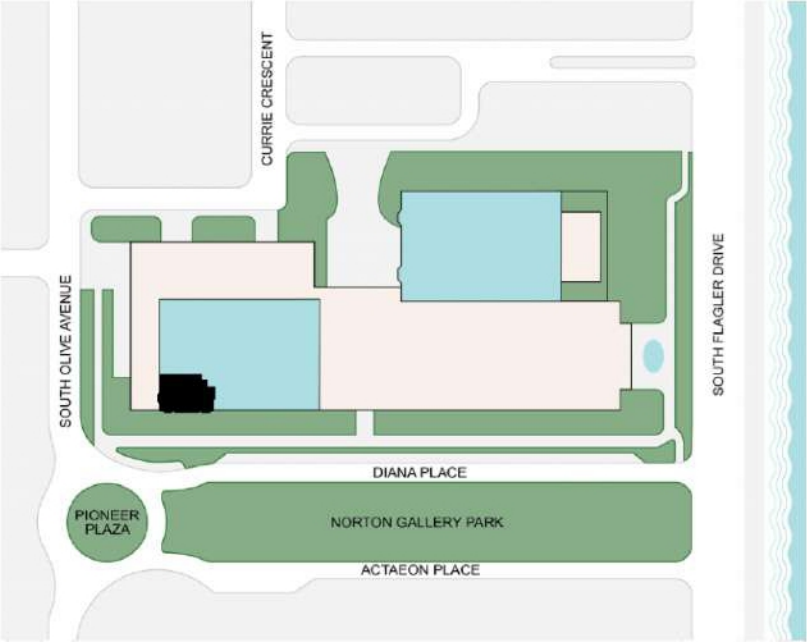 CURRIE CRESCENT
SOUTH OLIVE AVENUE
SOUTH FLAGLER DRIVE
DIANA PLACE
PIONEER
PLAZA
NORTON GALLERY PARK
ACTAEON PLACE